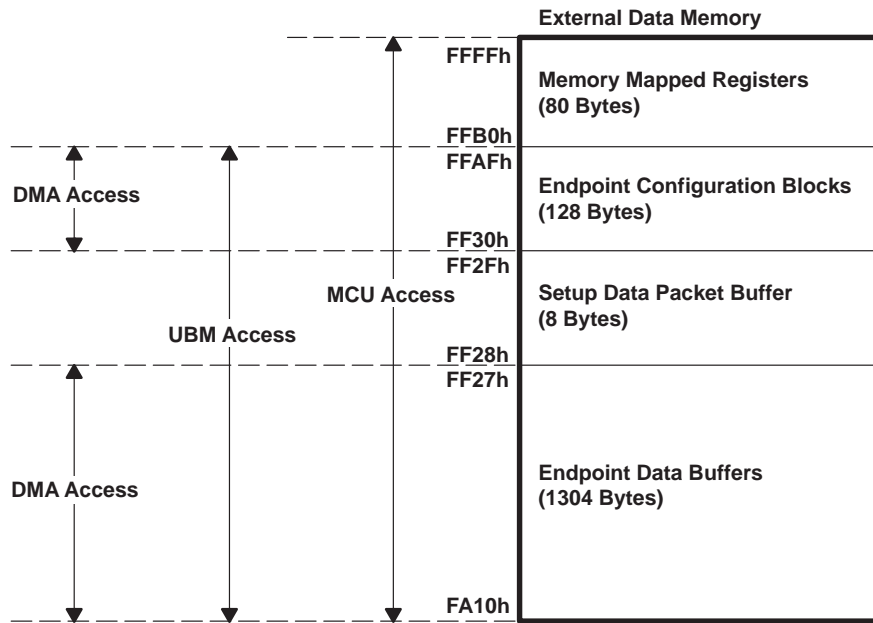 External Data Memory
FFFFh
Memory Mapped Registers
(80 Bytes)
FFB0h
FFAFh
DMA Access
Endpoint Configuration Blocks
(128 Bytes)
FF30h
FF2Fh
MCU Access
Setup Data Packet Buffer
(8 Bytes)
UBM Access
FF28h
FF27h
DMA Access
Endpoint Data Buffers
(1304 Bytes)
FA10h